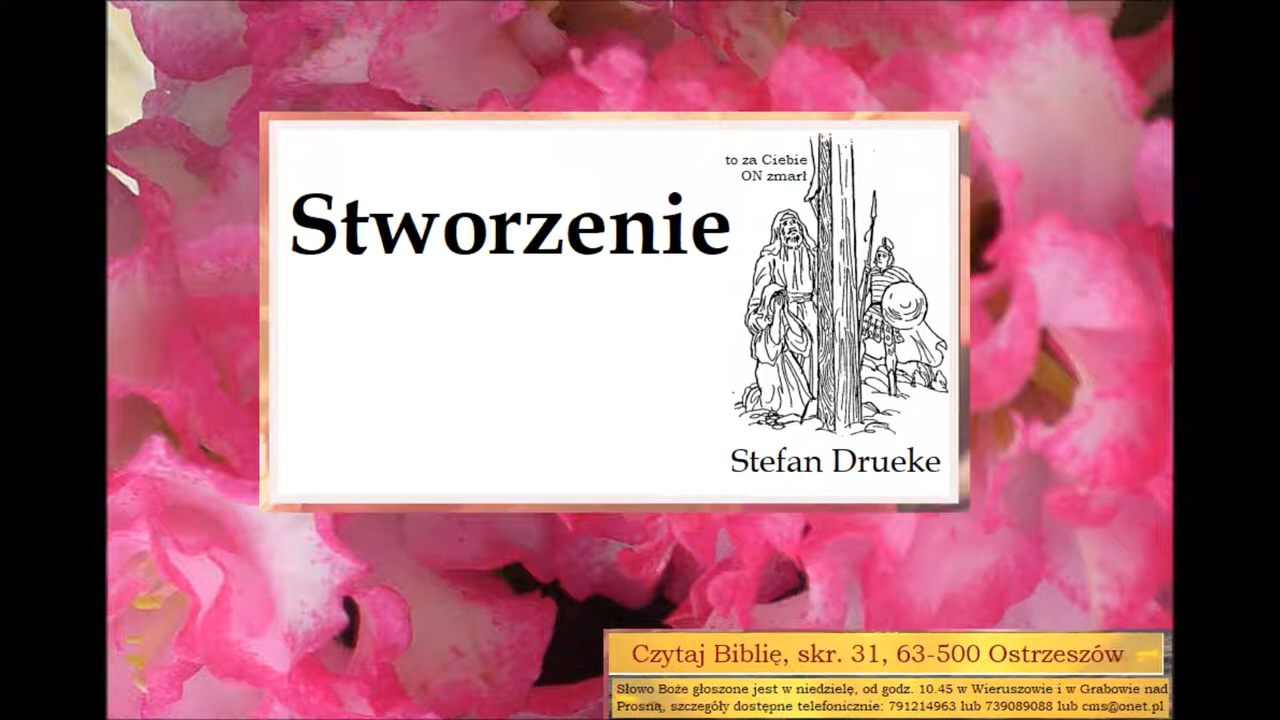 to za Ciebie
ON zmarł
Stworzenie
Stefan Drueke
Czytaj Biblię, skr. 31, 63-500 Ostrzeszów
Słowo Boże głoszone jest w niedzielę, od godz. 10.45 w Wieruszowie i w Grabowie nad
Prosną, szczegóły dostępne telefonicznie: 791214963 lub 739089088 lub cms@onet.pl